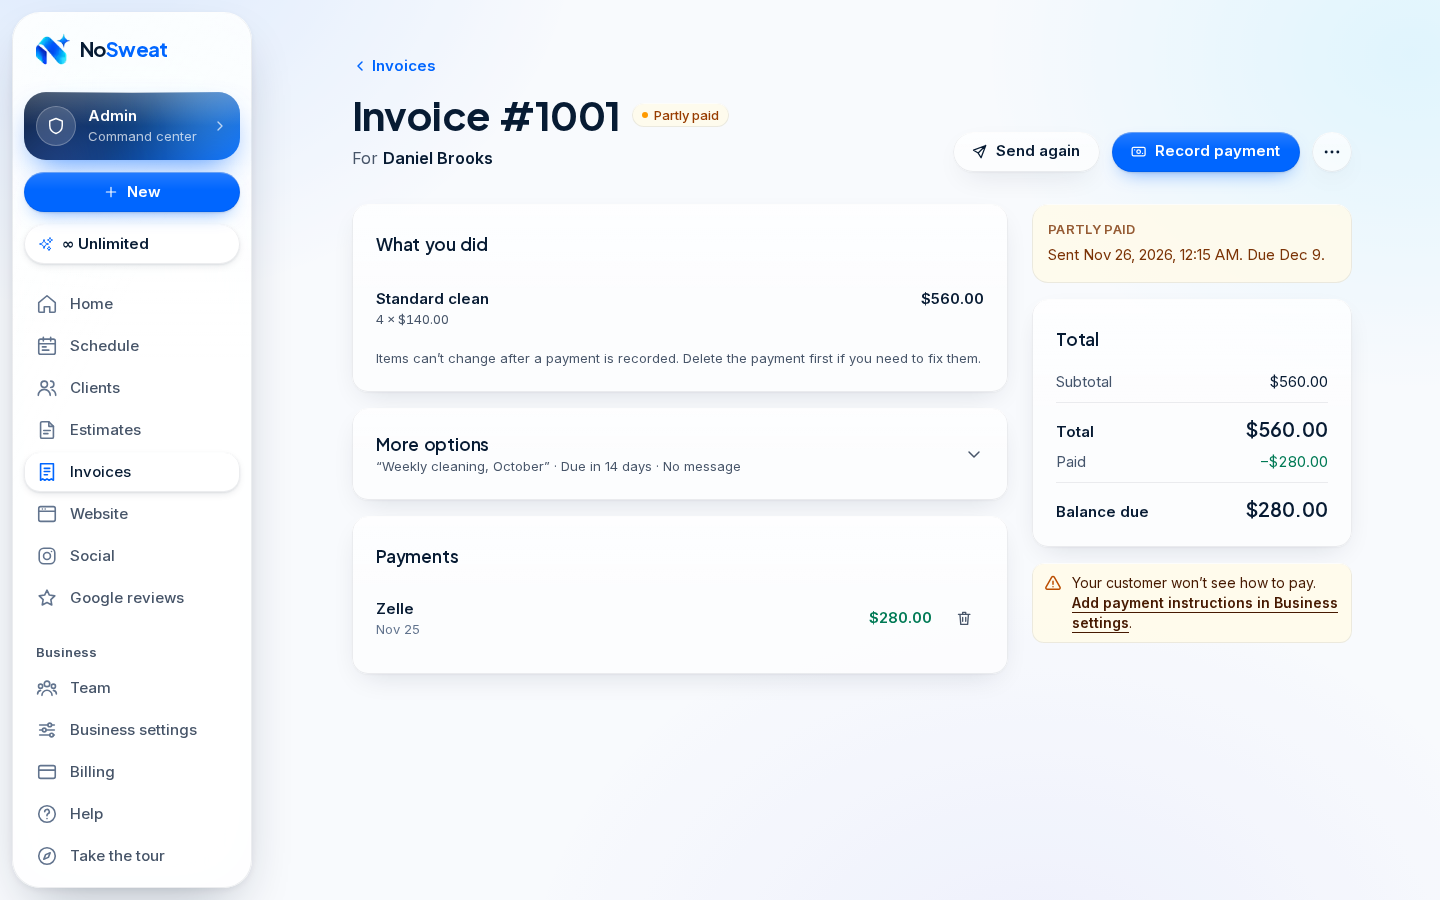 NoSweat
Admin
Command center
New
∞ Unlimited
Home
Schedule
Clients
Estimates
Invoices
Website
Social
Google reviews
Business
Team
Business settings
Billing
Help
Take the tour
Invoices
Invoice #1001
Partly paid
For Daniel Brooks
Send again
Record payment
What you did
Standard clean
$560.00
4 × $140.00
Items can’t change after a payment is recorded. Delete the payment first if you need to fix them.
More options
“Weekly cleaning, October” · Due in 14 days · No message
Payments
Zelle
$280.00
Nov 25
PARTLY PAID
Sent Nov 26, 2026, 12:15 AM. Due Dec 9.
Total
Subtotal
$560.00
Total
$560.00
Paid
−$280.00
Balance due
$280.00
Your customer won’t see how to pay.
Add payment instructions in Business
settings.